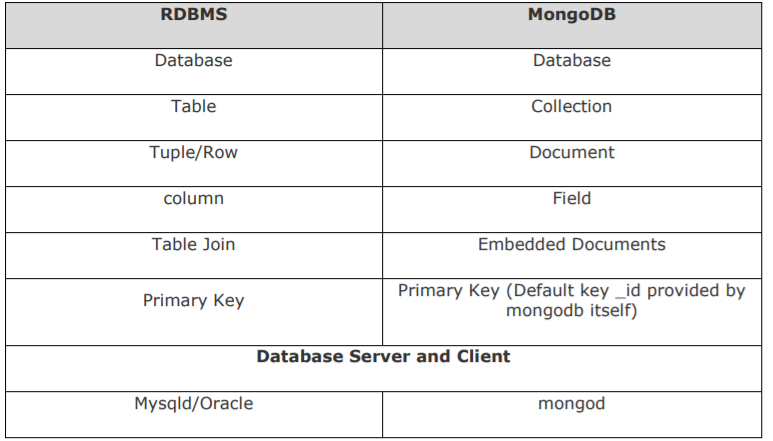 RDBMS MongoDB
Database Database
Table Collection
Tuple/Row Document
column Field
Table Join Embedded Documents
Primary Key Primary Key (Default key _id provided by
mongodb itself)
Database Server and Client
Mysqld/Oracle mongod